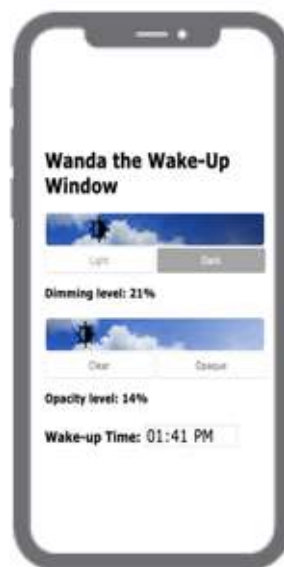 Wanda the Wake-Up
Window
Light Dark
Dimming level: 21%
Clear Opaque
Opacity level: 14%
Wake-up Time: 01:41 PM